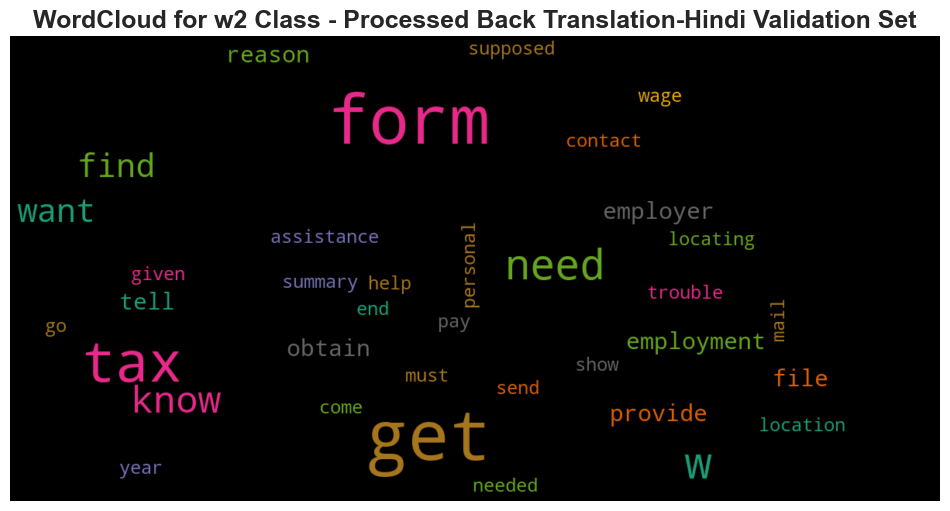 WordCloud for w2 Class - Processed Back Translation-Hindi Validation Set
reason
supposed
wage
form
contact
find
want
employer
assistance
personal
locating
need
given
summary
help
trouble
tell
end
mail
go
pay
employment
obtain
tax
show
must
file
know
send
come
provide
get
location
w
year
needed